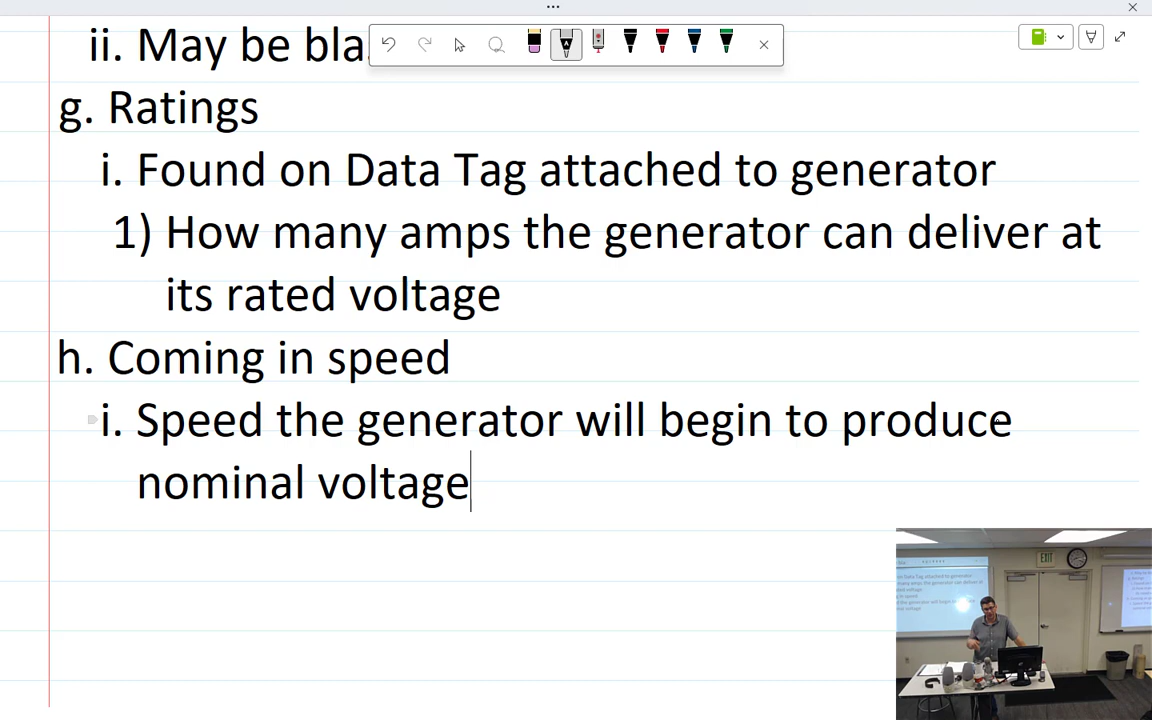 ii. May be bla
g. Ratings
i. Found on Data Tag attached to generator
1) How many amps the generator can deliver at
its rated voltage
h. Coming in speed
i. Speed the generator will begin to produce
nominal voltage
EXIT